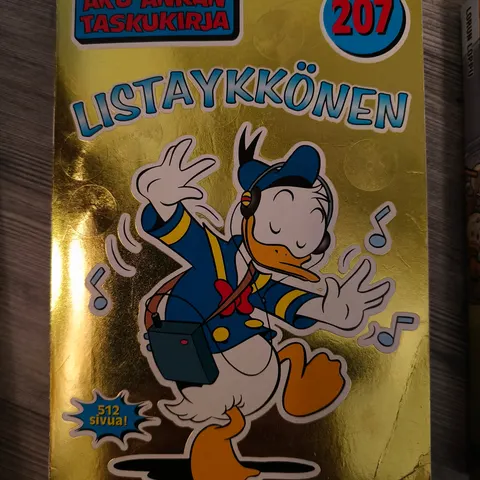 AKU ANKAN
TASKUKIRJA
207
LISTAYKKÖNEN
512
sivua!